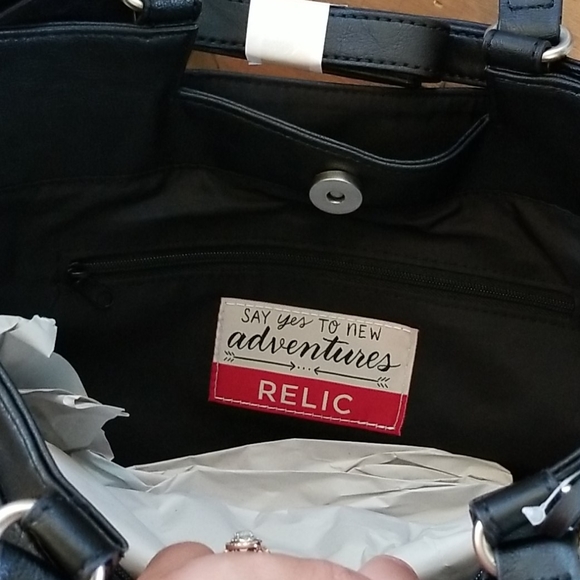 SAY yes TO new
adventures
RELIC